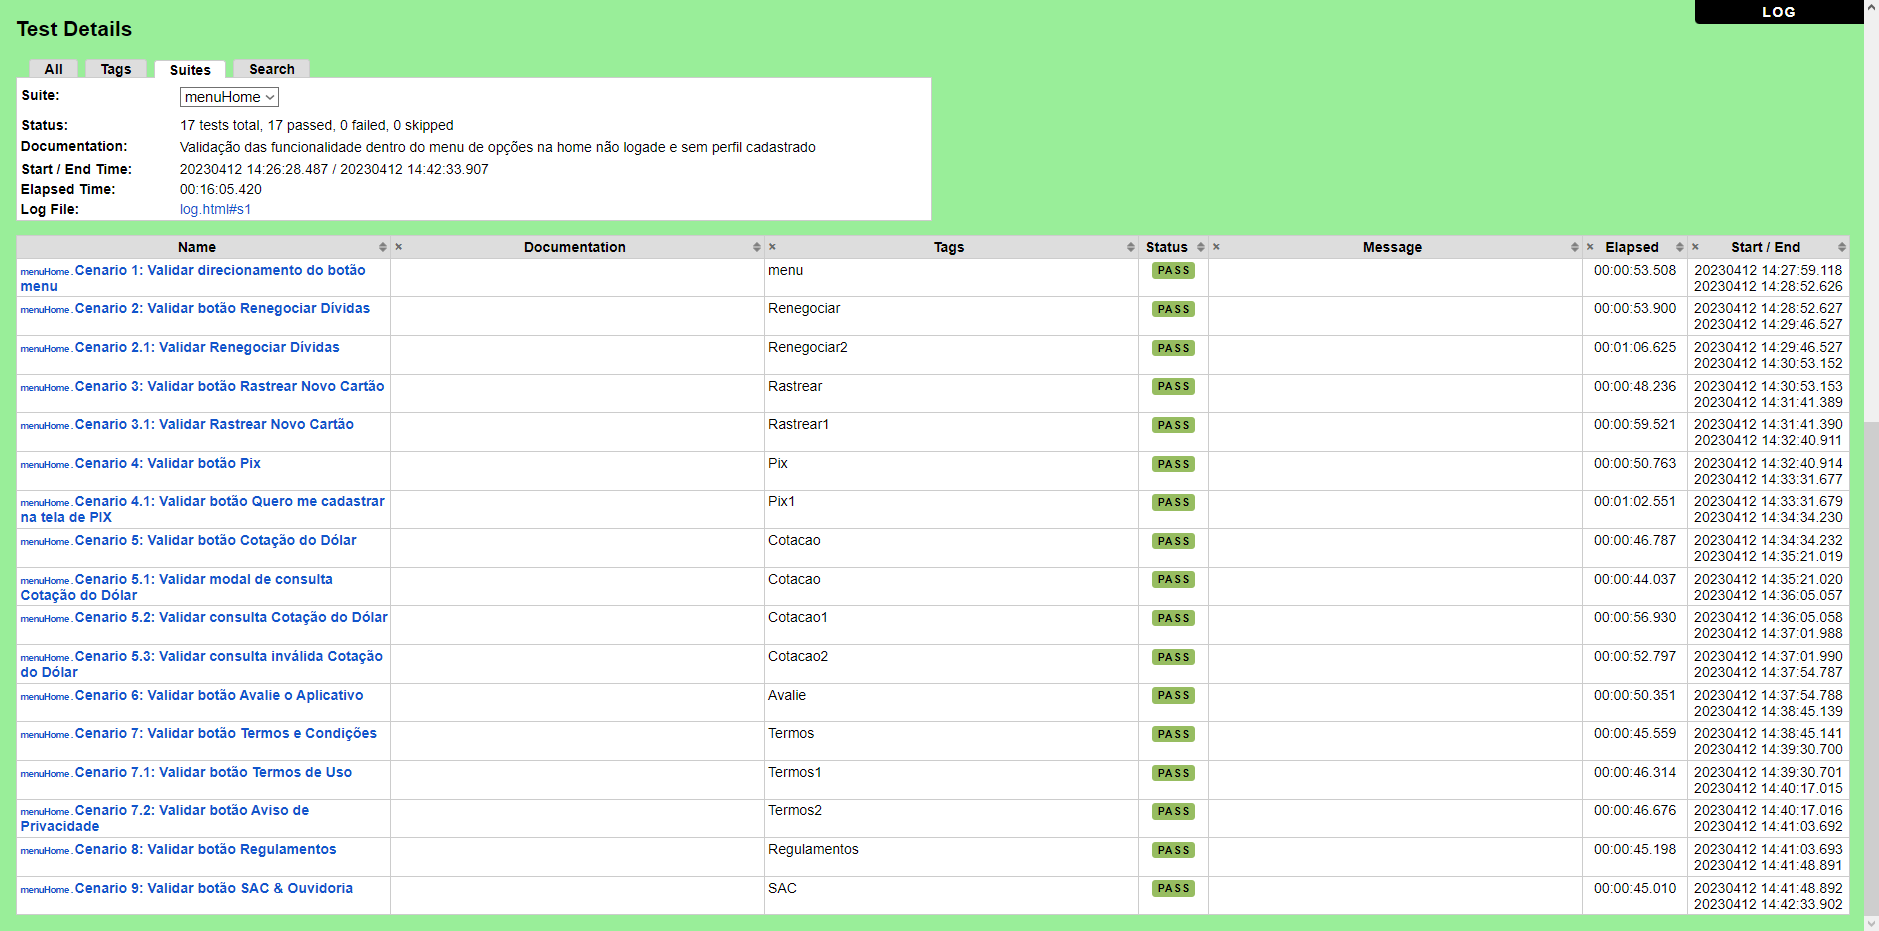 LOG
Test Details
All Tags Suites Search
Suite: menuHome
Status: 17 tests total, 17 passed, 0 failed, 0 skipped
Documentation: Validação das funcionalidade dentro do menu de opções na home não logade e sem perfil cadastrado
Start / End Time: 20230412 14:26:28.487 / 20230412 14:42:33.907
Elapsed Time: 00:16:05.420
Log File: log.html#s1
Name × Documentation × Tags Status × Message × Elapsed × Start / End
menuHome.Cenario 1: Validar direcionamento do botão menu PASS 00:00:53.508 20230412 14:27:59.118
menu 20230412 14:28:52.626
menuHome.Cenario 2: Validar botão Renegociar Dívidas Renegociar PASS 00:00:53.900 20230412 14:28:52.627
20230412 14:29:46.527
menuHome.Cenario 2.1: Validar Renegociar Dívidas Renegociar2 PASS 00:01:06.625 20230412 14:29:46.527
20230412 14:30:53.152
menuHome.Cenario 3: Validar botão Rastrear Novo Cartão Rastrear PASS 00:00:48.236 20230412 14:30:53.153
20230412 14:31:41.389
menuHome.Cenario 3.1: Validar Rastrear Novo Cartão Rastrear1 PASS 00:00:59.521 20230412 14:31:41.390
20230412 14:32:40.911
menuHome.Cenario 4: Validar botão Pix Pix PASS 00:00:50.763 20230412 14:32:40.914
20230412 14:33:31.677
menuHome.Cenario 4.1: Validar botão Quero me cadastrar Pix1 PASS 00:01:02.551 20230412 14:33:31.679
na tela de PIX 20230412 14:34:34.230
menuHome.Cenario 5: Validar botão Cotação do Dólar Cotacao PASS 00:00:46.787 20230412 14:34:34.232
20230412 14:35:21.019
menuHome.Cenario 5.1: Validar modal de consulta Cotacao PASS 00:00:44.037 20230412 14:35:21.020
Cotação do Dólar 20230412 14:36:05.057
menuHome.Cenario 5.2: Validar consulta Cotação do Dólar Cotacao1 PASS 00:00:56.930 20230412 14:36:05.058
20230412 14:37:01.988
menuHome.Cenario 5.3: Validar consulta inválida Cotação Cotacao2 PASS 00:00:52.797 20230412 14:37:01.990
do Dólar 20230412 14:37:54.787
menuHome.Cenario 6: Validar botão Avalie o Aplicativo Avalie PASS 00:00:50.351 20230412 14:37:54.788
20230412 14:38:45.139
menuHome.Cenario 7: Validar botão Termos e Condições Termos PASS 00:00:45.559 20230412 14:38:45.141
20230412 14:39:30.700
menuHome.Cenario 7.1: Validar botão Termos de Uso Termos1 PASS 00:00:46.314 20230412 14:39:30.701
20230412 14:40:17.015
menuHome.Cenario 7.2: Validar botão Aviso de Termos2 PASS 00:00:46.676 20230412 14:40:17.016
Privacidade 20230412 14:41:03.692
menuHome.Cenario 8: Validar botão Regulamentos Regulamentos PASS 00:00:45.198 20230412 14:41:03.693
20230412 14:41:48.891
menuHome.Cenario 9: Validar botão SAC & Ouvidoria SAC PASS 00:00:45.010 20230412 14:41:48.892
20230412 14:42:33.902